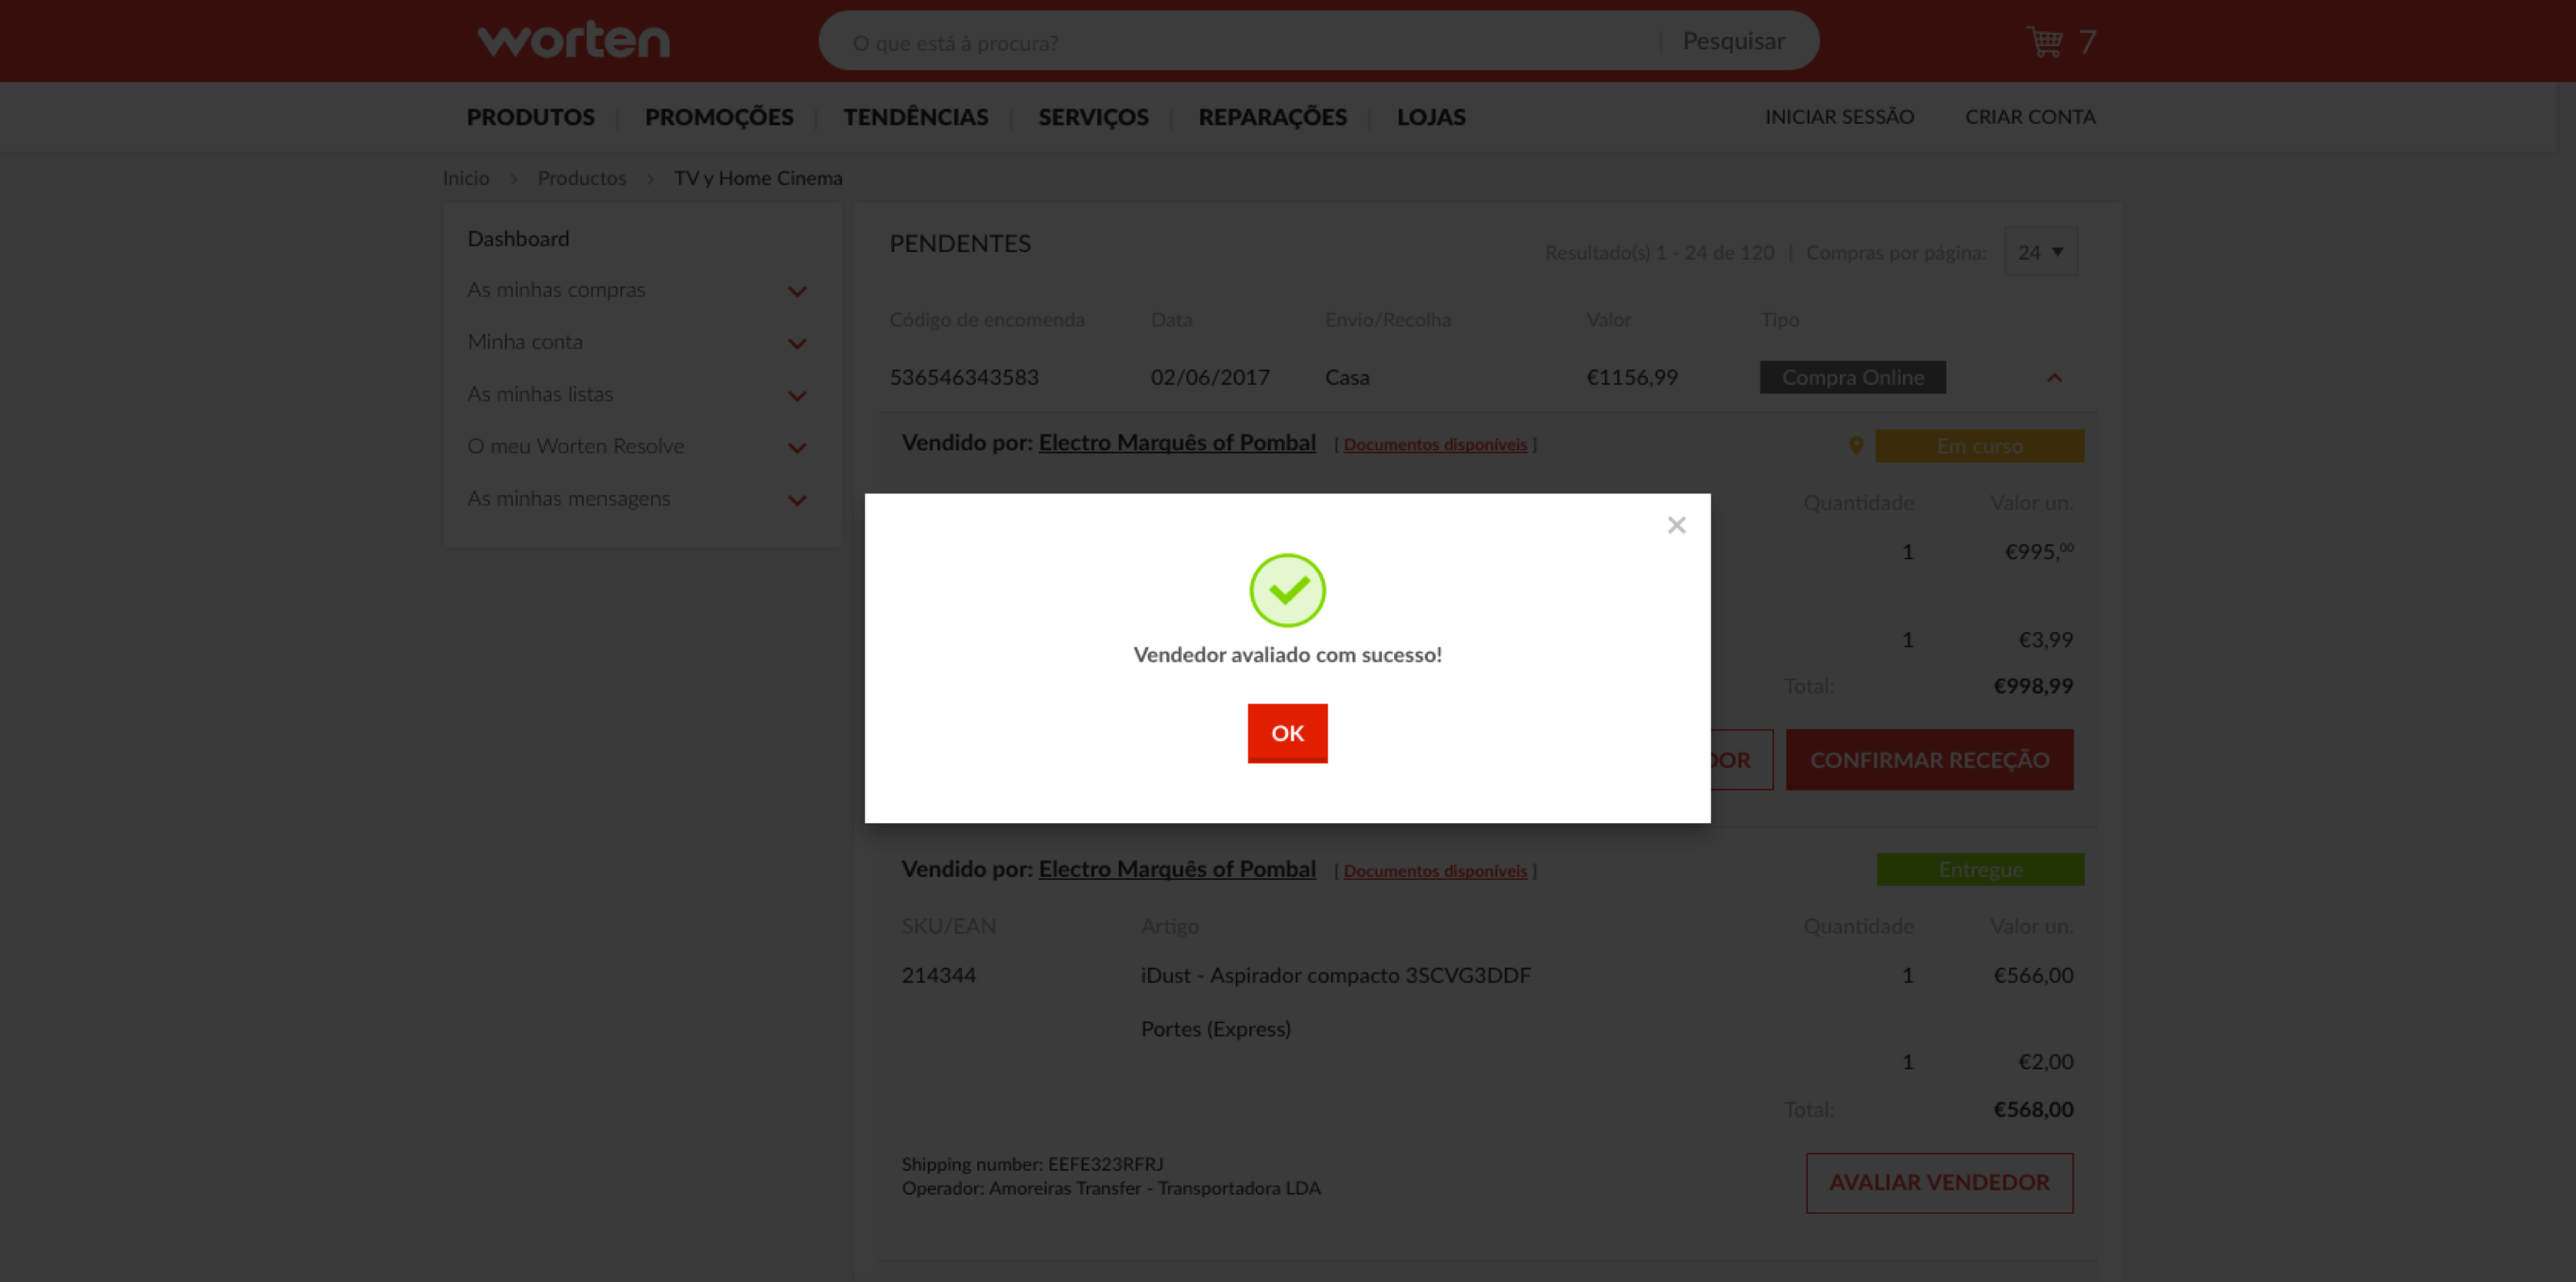 worten
O que está à procura? Pesquisar 7
PRODUTOS PROMOÇÕES TENDÊNCIAS SERVIÇOS REPARAÇÕES LOJAS INICIAR SESSÃO CRIAR CONTA
Inicio > Productos > TV y Home Cinema
Dashboard
As minhas compras
Minha conta
As minhas listas
O meu Worten Resolve
As minhas mensagens
PENDENTES
Resultado(s) 1 - 24 de 120 | Compras por página: 24
Código de encomenda Data Envio/Recolha Valor Tipo
536546343583 02/06/2017 Casa €1156,99 Compra Online
Vendido por: Electro Marquês of Pombal [ Documentos disponíveis ] Em curso
Quantidade Valor un.
1 €995,00
1 €3,99
Total: €998,99
DOR CONFIRMAR RECEÇÃO
×
Vendedor avaliado com sucesso!
OK
Vendido por: Electro Marquês of Pombal [ Documentos disponíveis ] Entregue
SKU/EAN Artigo Quantidade Valor un.
214344 iDust - Aspirador compacto 3SCVG3DDF 1 €566,00
Portes (Express)
1 €2,00
Total: €568,00
Shipping number: EEFE323RFRJ
Operador: Amoreiras Transfer - Transportadora LDA
AVALIAR VENDEDOR